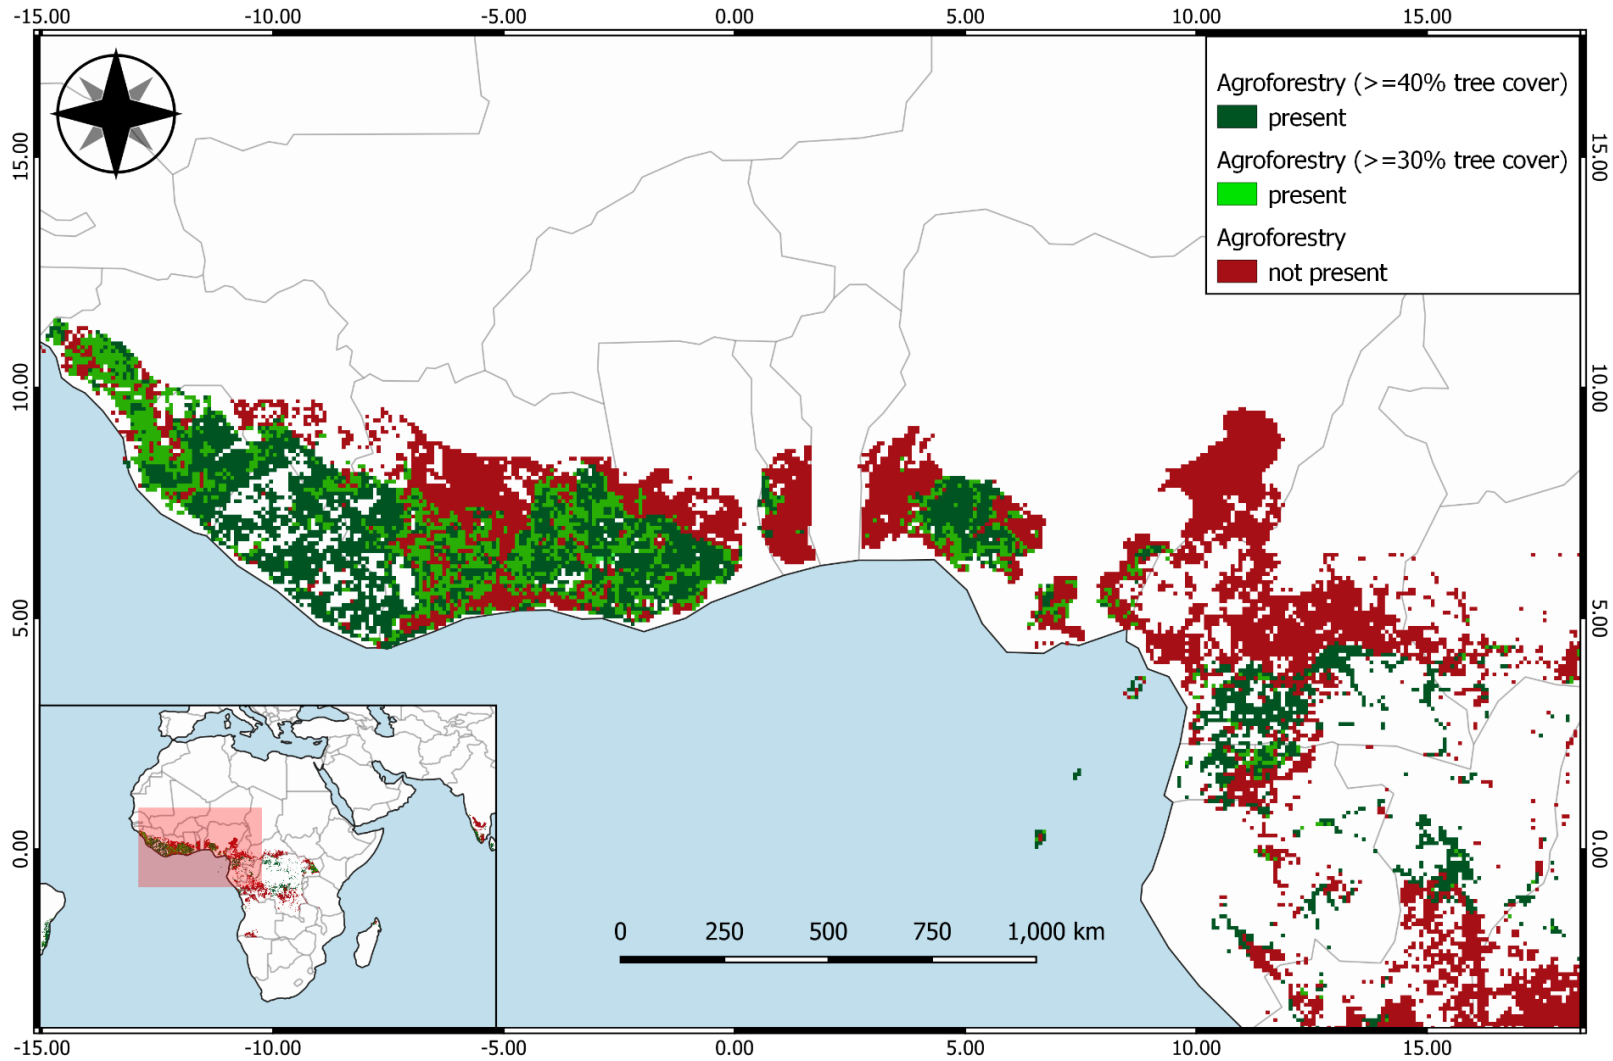 -15.00 -10.00 -5.00 0.00 5.00 10.00 15.00
Agroforestry (>=40% tree cover)
present
Agroforestry (>=30% tree cover)
present
Agroforestry
not present
15.00 15.00
10.00 10.00
5.00 5.00
0.00 0.00
0 250 500 750 1,000 km
-15.00 -10.00 -5.00 0.00 5.00 10.00 15.00